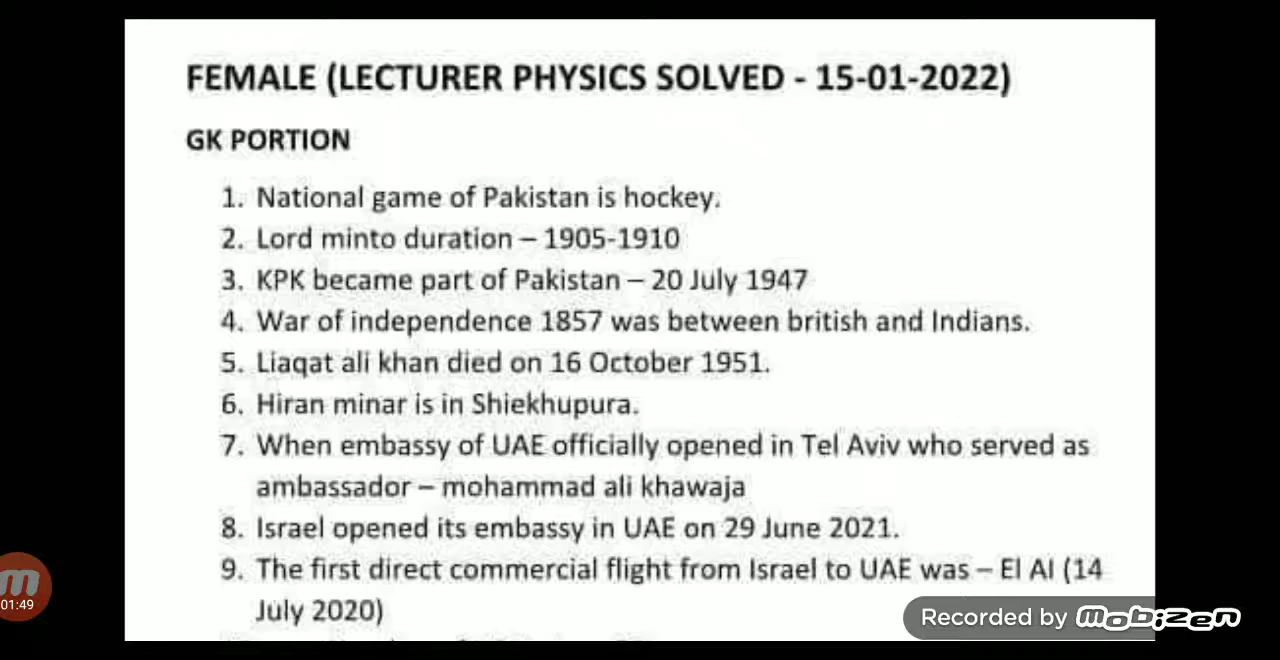 FEMALE (LECTURER PHYSICS SOLVED - 15-01-2022)
GK PORTION
1. National game of Pakistan is hockey.
2. Lord minto duration – 1905-1910
3. KPK became part of Pakistan – 20 July 1947
4. War of independence 1857 was between british and Indians.
5. Liaqat ali khan died on 16 October 1951.
6. Hiran minar is in Shiekhupura.
7. When embassy of UAE officially opened in Tel Aviv who served as
ambassador – mohammad ali khawaja
8. Israel opened its embassy in UAE on 29 June 2021.
9. The first direct commercial flight from Israel to UAE was – El Al (14
July 2020)
01:49
Recorded by mobizen